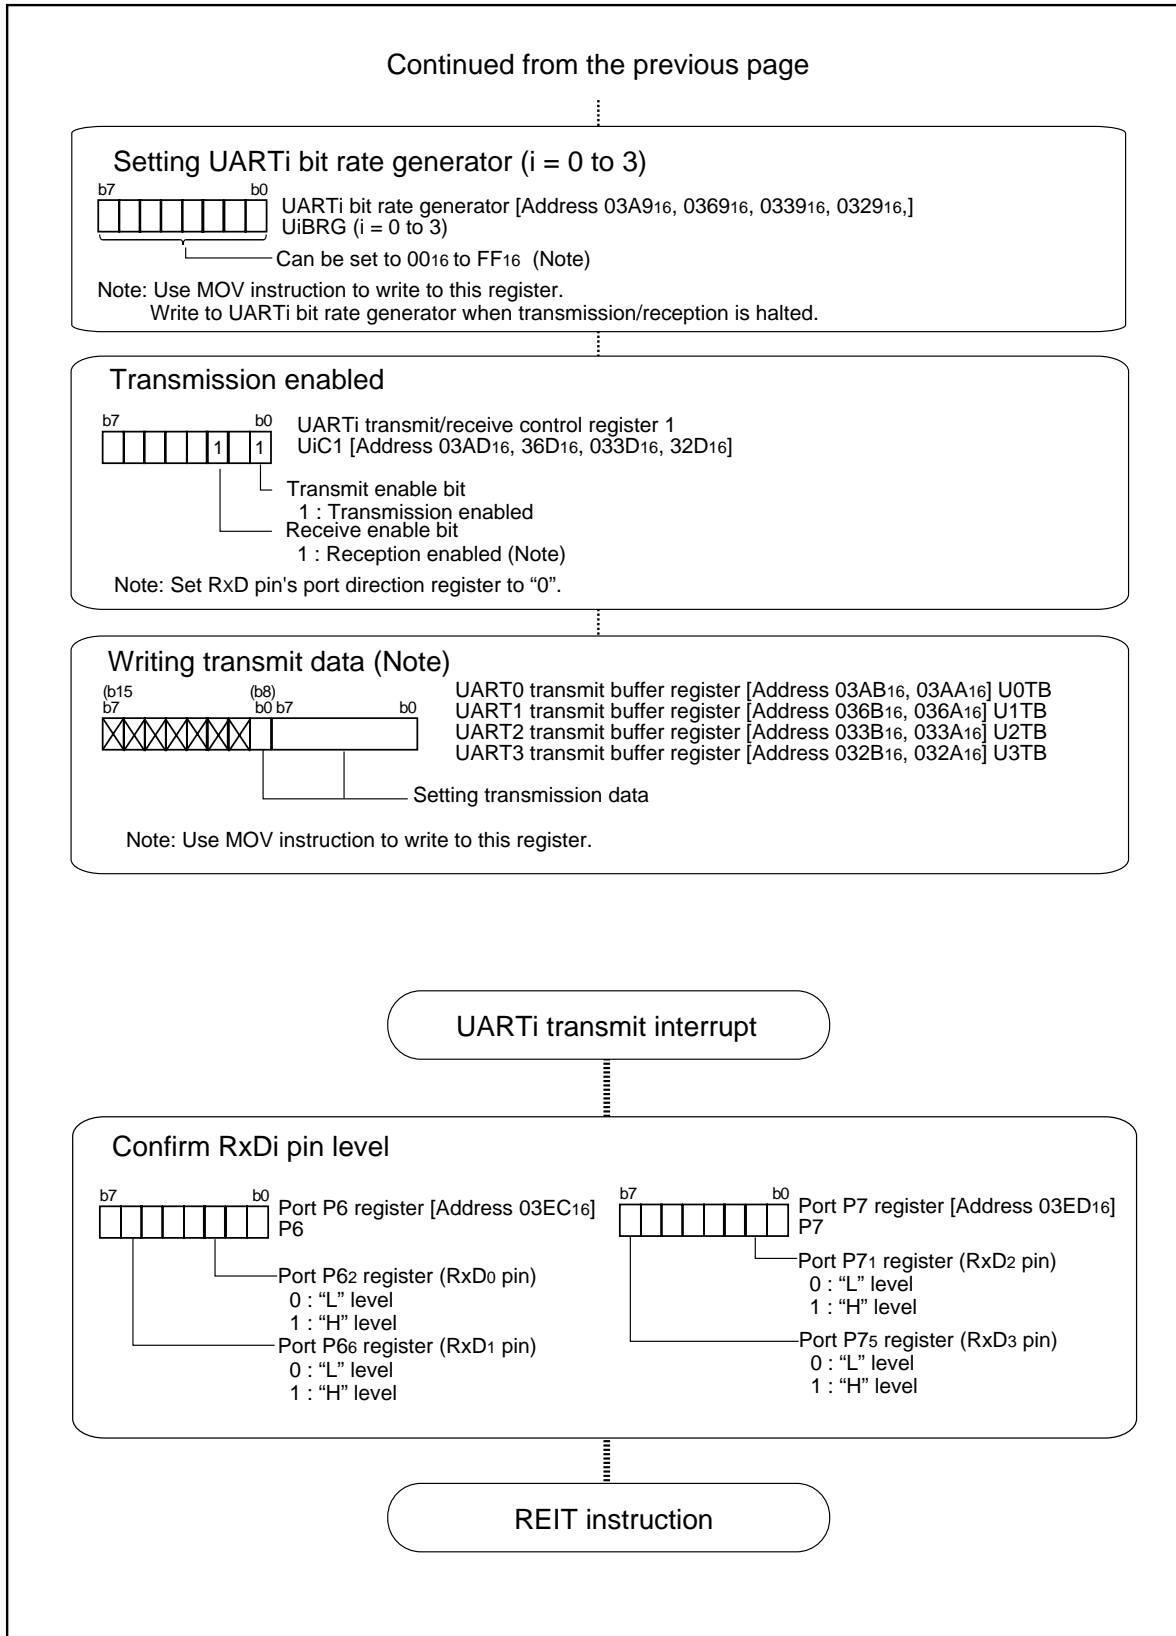 Continued from the previous page
Setting UARTi bit rate generator (i = 0 to 3)
b7 b0
UARTi bit rate generator [Address 03A916, 036916, 033916, 032916,]
UiBRG (i = 0 to 3)
Can be set to 0016 to FF16 (Note)
Note: Use MOV instruction to write to this register.
Write to UARTi bit rate generator when transmission/reception is halted.
Transmission enabled
b7 b0
UARTi transmit/receive control register 1
1 1
UiC1 [Address 03AD16, 36D16, 033D16, 32D16]
Transmit enable bit
1 : Transmission enabled
Receive enable bit
1 : Reception enabled (Note)
Note: Set RxD pin's port direction register to “0”.
Writing transmit data (Note)
(b15 (b8)
b7 b0 b7 b0
UART0 transmit buffer register [Address 03AB16, 03AA16] U0TB
UART1 transmit buffer register [Address 036B16, 036A16] U1TB
UART2 transmit buffer register [Address 033B16, 033A16] U2TB
UART3 transmit buffer register [Address 032B16, 032A16] U3TB
Setting transmission data
Note: Use MOV instruction to write to this register.
UARTi transmit interrupt
Confirm RxDi pin level
b7 b0
Port P6 register [Address 03EC16]
P6
Port P62 register (RxD0 pin)
0 : “L” level
1 : “H” level
Port P66 register (RxD1 pin)
0 : “L” level
1 : “H” level
b7 b0
Port P7 register [Address 03ED16]
P7
Port P71 register (RxD2 pin)
0 : “L” level
1 : “H” level
Port P75 register (RxD3 pin)
0 : “L” level
1 : “H” level
REIT instruction